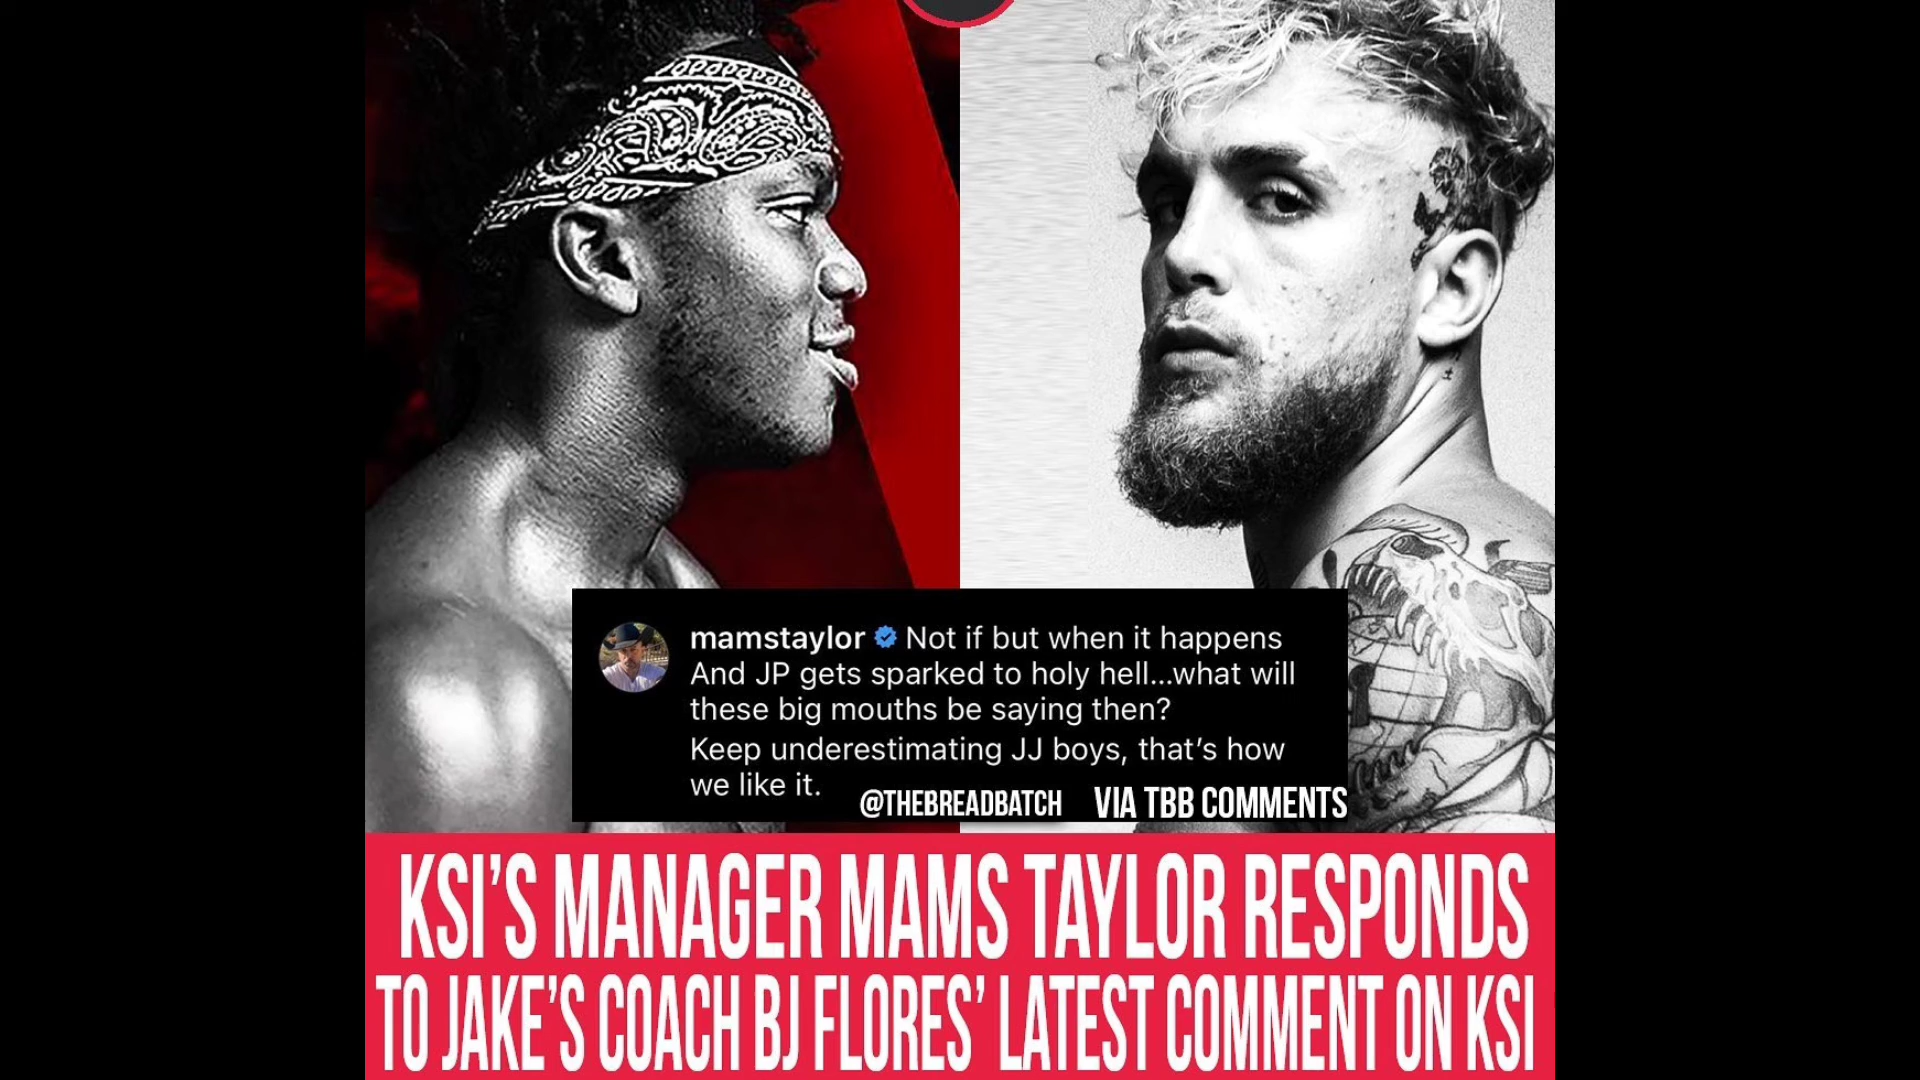 mamstaylor Not if but when it happens
And JP gets sparked to holy hell...what will
these big mouths be saying then?
Keep underestimating JJ boys, that's how
we like it.
@THEBREADBATCH VIA TBB COMMENTS
KSI'S MANAGER MAMS TAYLOR RESPONDS
TO JAKE'S COACH BJ FLORES' LATEST COMMENT ON KSI